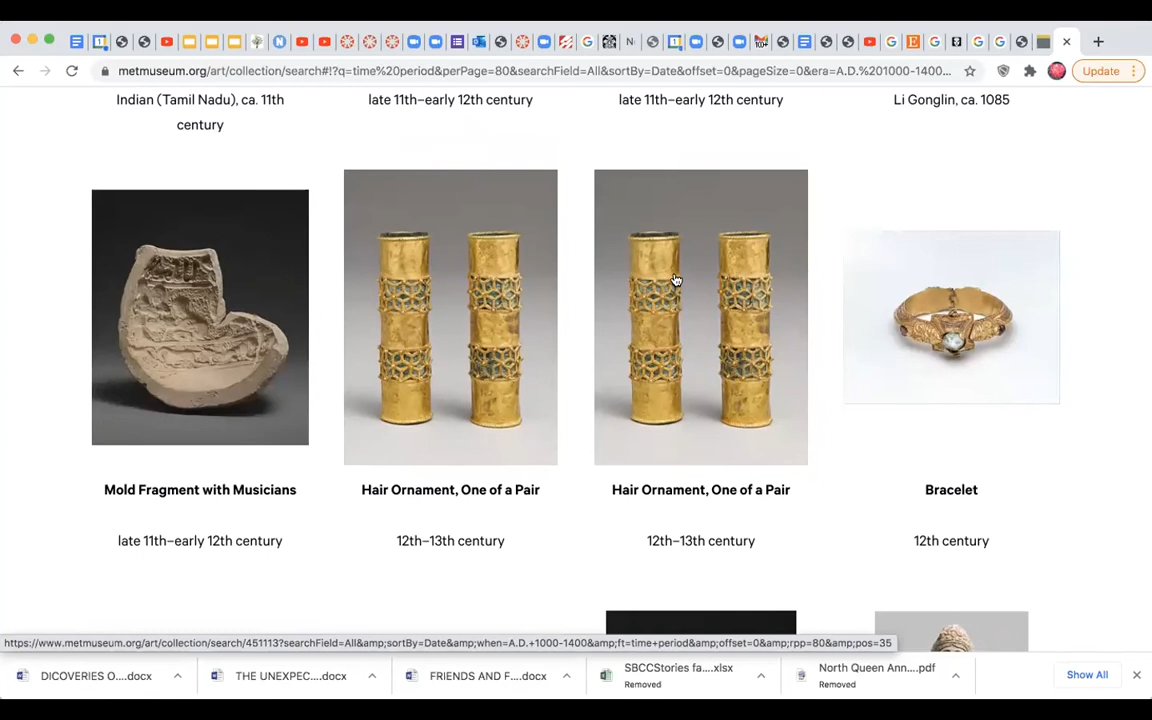 metmuseum.org/art/collection/search#!?q=time%20period&perPage=80&searchField=All&sortBy=Date&offset=0&pageSize=0&era=A.D.%201000-1400...
Update
Indian (Tamil Nadu), ca. 11th
century
late 11th–early 12th century
late 11th–early 12th century
Li Gonglin, ca. 1085
Mold Fragment with Musicians
Hair Ornament, One of a Pair
Hair Ornament, One of a Pair
Bracelet
late 11th–early 12th century
12th–13th century
12th–13th century
12th century
https://www.metmuseum.org/art/collection/search/451113?searchField=All&amp;sortBy=Date&amp;when=A.D.+1000-1400&amp;ft=time+period&amp;offset=0&amp;rpp=80&amp;pos=35
DICOVERIES O....docx
THE UNEXPEC....docx
FRIENDS AND F....docx
SBCCStories fa....xlsx
Removed
North Queen Ann....pdf
Removed
Show All